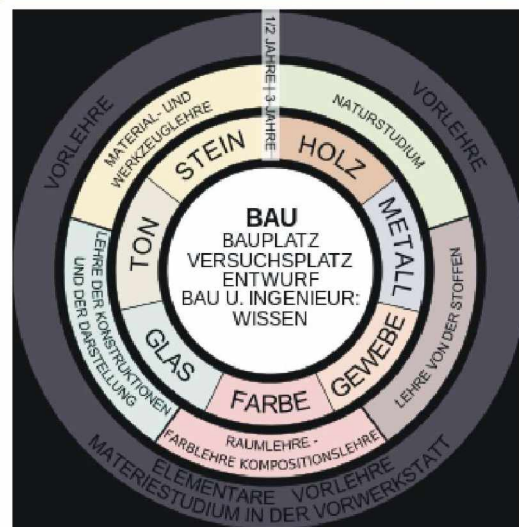 1/2 JAHRE | 3-JAHRE
VORLEHRE
VORLEHRE
ELEMENTARE VORLEHRE
MATERIESTUDIUM IN DER VORWERKSTATT
MATERIAL- UND
WERKZEUGLEHRE
NATURSTUDIUM
LEHRE VON DER STOFFEN
RAUMLEHRE -
FARBLEHRE KOMPOSITIONSLEHRE
LEHRE DER KONSTRUKTIONEN
UND DER DARSTELLUNG
STEIN
HOLZ
METALL
GEWEBE
FARBE
GLAS
TON
BAU
BAUPLATZ
VERSUCHSPLATZ
ENTWURF
BAU U. INGENIEUR:
WISSEN